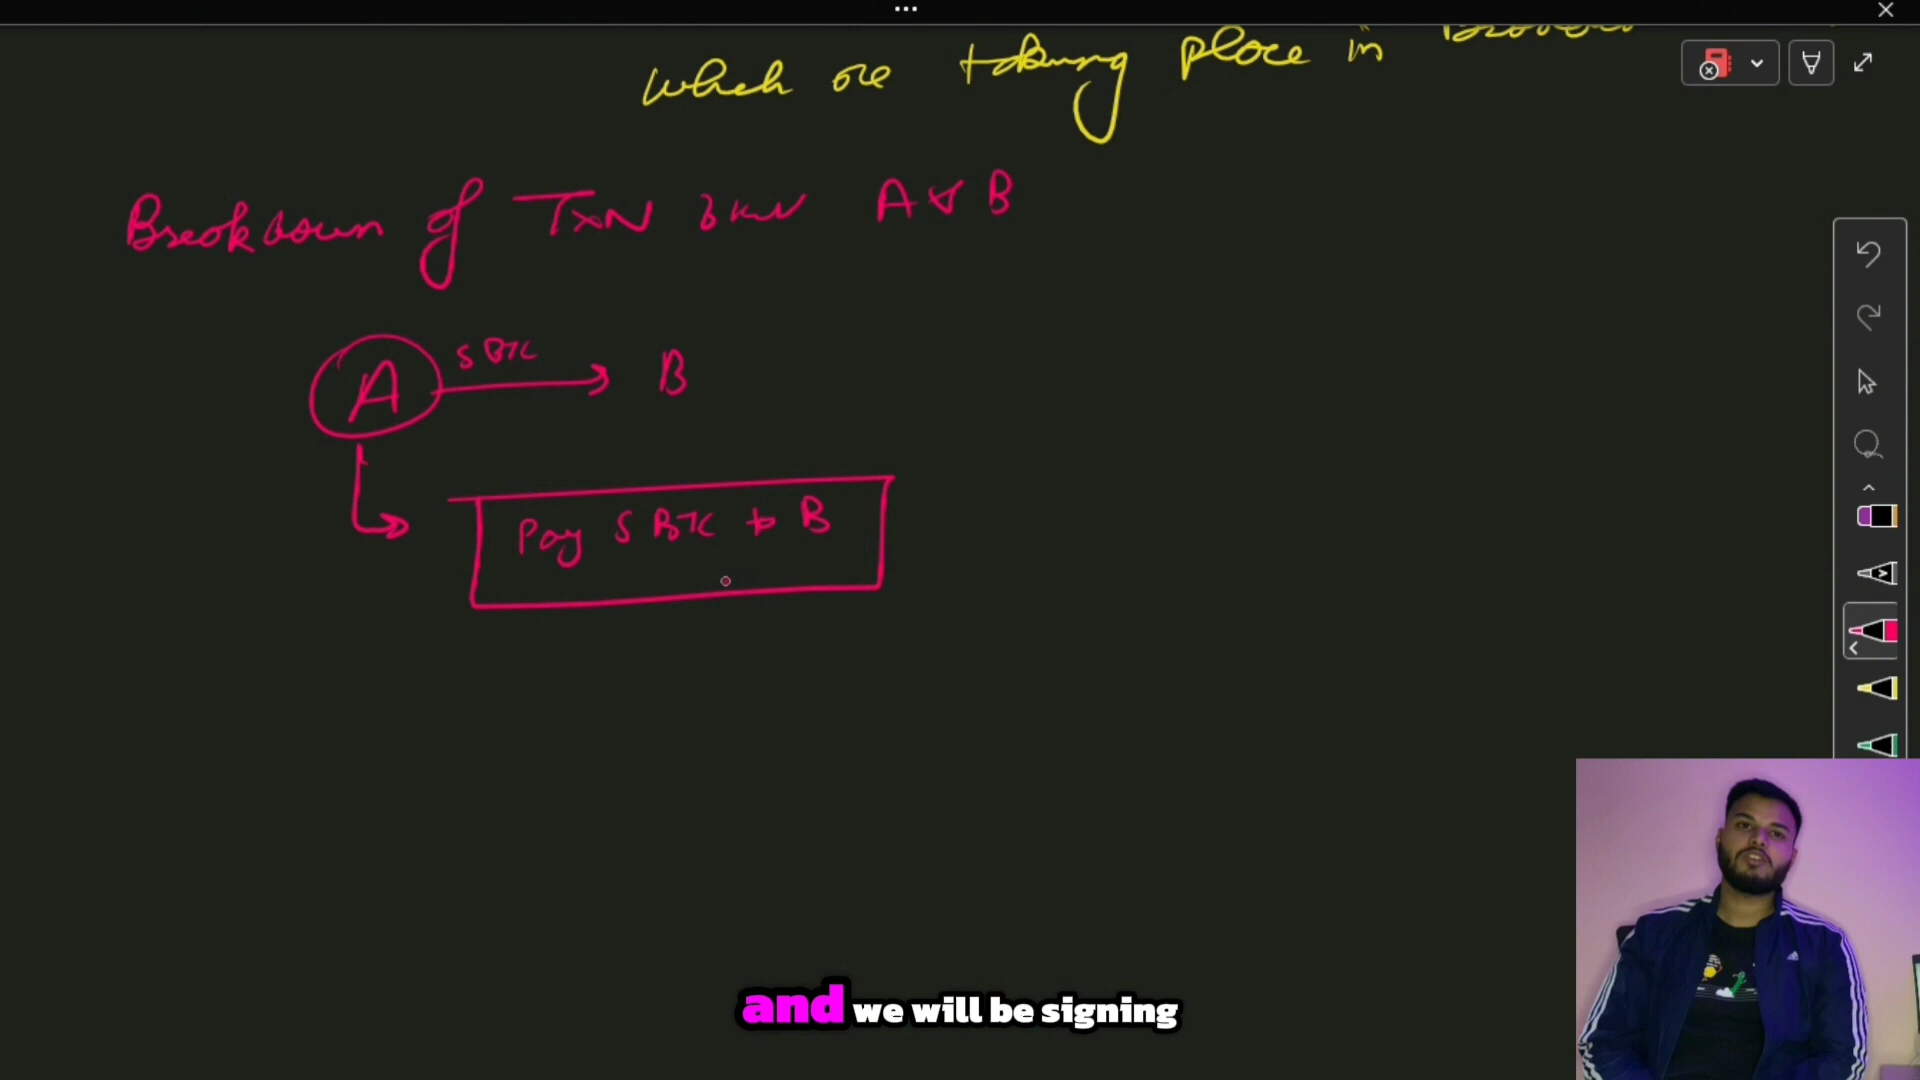 which are taking place in
Breakdown of TxN A & B
A 5 BTC B
Pay 5 BTC to B
and we will be signing